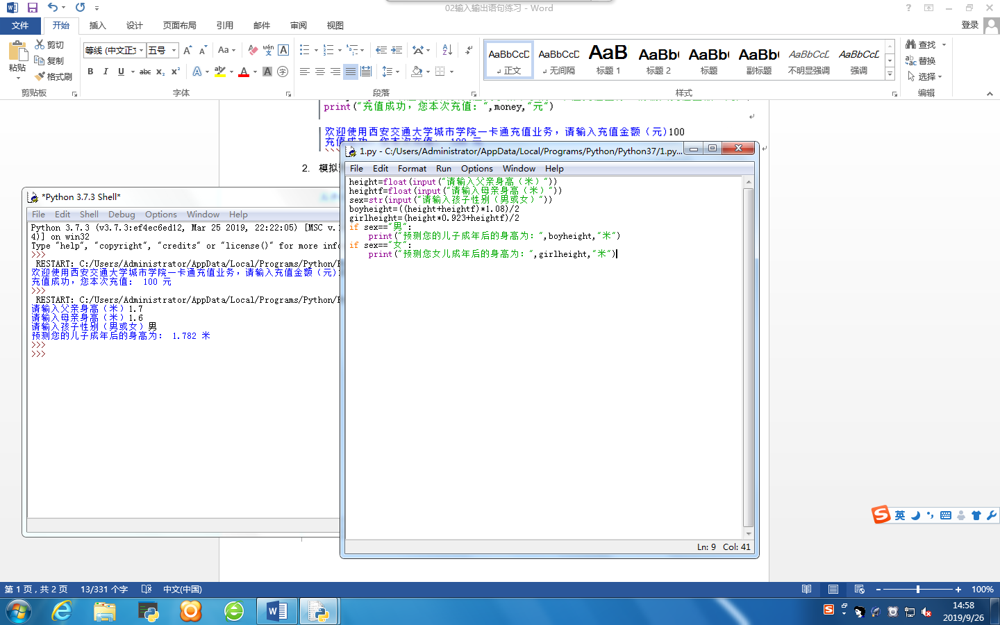 02输入输出语句练习 - Word
文件 开始 插入 设计 页面布局 引用 邮件 审阅 视图 登录
粘贴 剪切 复制 格式刷
等线 (中文正文 五号
AaBbCcD AaBbCcD AaB AaBb AaBb( AaBb( AaBbCcD AaBbCcD
正文 无间隔 标题 1 标题 2 标题 副标题 不明显强调 强调
查找 替换 选择
剪贴板 字体 段落 样式 编辑
print("充值成功，您本次充值：",money,"元")
欢迎使用西安交通大学城市学院一卡通充值业务，请输入充值金额（元)100
充值成功，您本次充值： 100 元
2. 模拟
*Python 3.7.3 Shell*
File Edit Shell Debug Options Window Help
Python 3.7.3 (v3.7.3:ef4ec6ed12, Mar 25 2019, 22:22:05) [MSC v.1
4)] on win32
Type "help", "copyright", "credits" or "license()" for more info
>>>
RESTART: C:/Users/Administrator/AppData/Local/Programs/Python/
欢迎使用西安交通大学城市学院一卡通充值业务，请输入充值金额（元)
充值成功，您本次充值： 100 元
>>>
RESTART: C:/Users/Administrator/AppData/Local/Programs/Python/
请输入父亲身高（米）1.7
请输入母亲身高（米）1.6
请输入孩子性别（男或女）男
预测您的儿子成年后的身高为： 1.782 米
>>>
>>>
1.py - C:/Users/Administrator/AppData/Local/Programs/Python/Python37/1.py...
File Edit Format Run Options Window Help
height=float(input("请输入父亲身高（米）"))
heightf=float(input("请输入母亲身高（米）"))
sex=str(input("请输入孩子性别（男或女）"))
boyheight=((height+heightf)*1.08)/2
girlheight=(height*0.923+heightf)/2
if sex=="男":
print("预测您的儿子成年后的身高为：",boyheight,"米")
if sex=="女":
print("预测您女儿成年后的身高为：",girlheight,"米")
Ln: 9 Col: 41
英
第 1 页，共 2 页 13/331 个字 中文(中国) 100%
14:58
2019/9/26